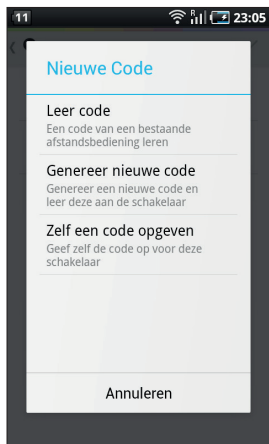 11 R 23:05
Nieuwe Code
Leer code
Een code van een bestaande
afstandsbediening leren
Genereer nieuwe code
Genereer een nieuwe code en
leer deze aan de schakelaar
Zelf een code opgeven
Geef zelf de code op voor deze
schakelaar
Annuleren